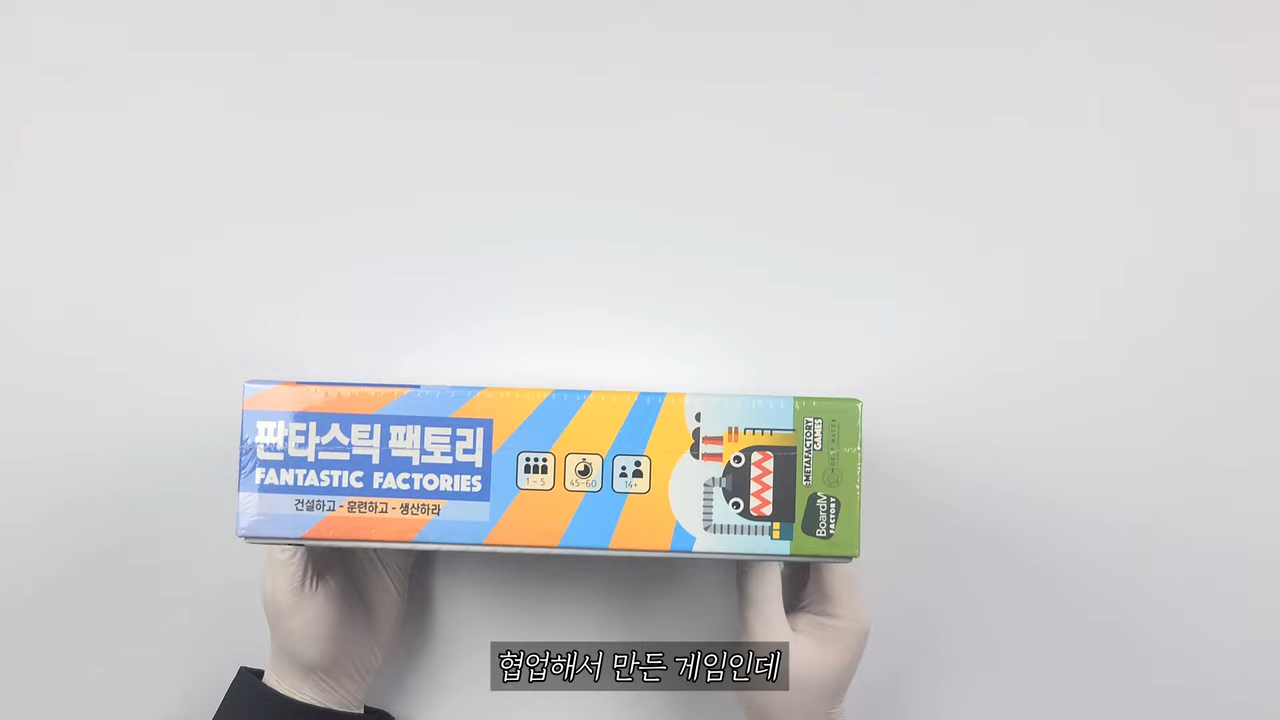 판타스틱 팩토리
FANTASTIC FACTORIES
건설하고 - 훈련하고 - 생산하라
1 ~ 5
45~60
14+
METAFACTORY
GAMES
DEEP WATER
BoardM
FACTORY
협업해서 만든 게임인데